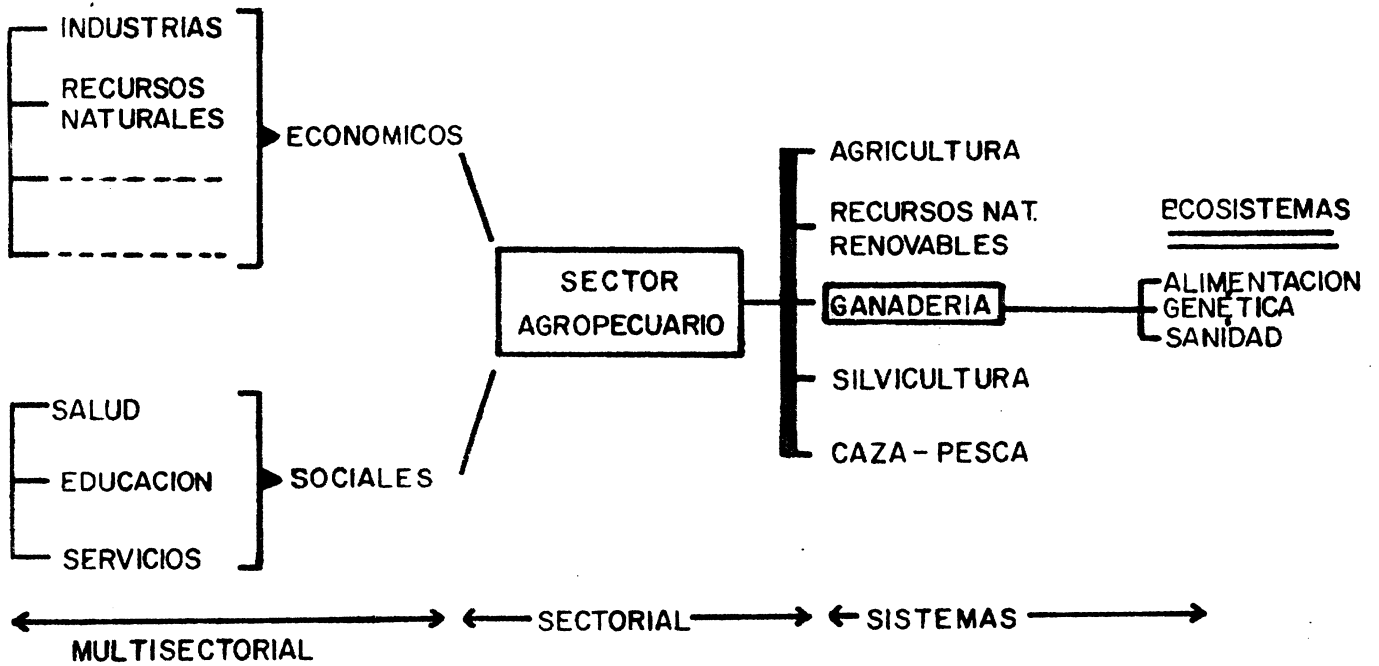 INDUSTRIAS
RECURSOS
NATURALES
ECONOMICOS
SALUD
EDUCACION
SERVICIOS
SOCIALES
SECTOR
AGROPECUARIO
AGRICULTURA
RECURSOS NAT.
RENOVABLES
GANADERIA
SILVICULTURA
CAZA - PESCA
ECOSISTEMAS
ALIMENTACION
GENÉTICA
SANIDAD
MULTISECTORIAL
SECTORIAL
SISTEMAS